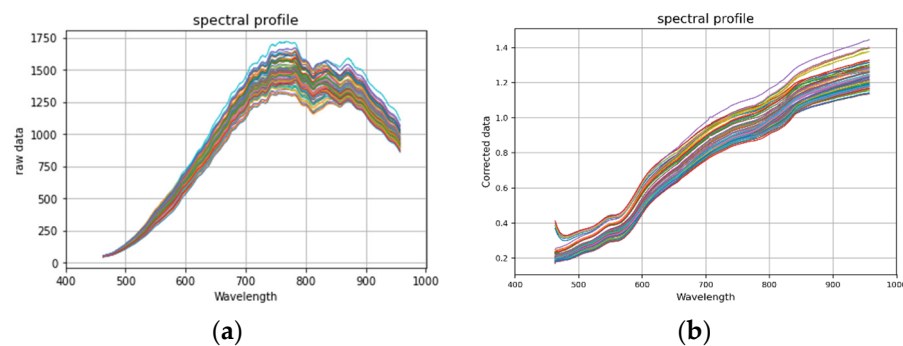 spectral profile
raw data
1750
1500
1250
1000
750
500
250
0
400 500 600 700 800 900 1000
Wavelength
(a)
spectral profile
Corrected data
1.4
1.2
1.0
0.8
0.6
0.4
0.2
400 500 600 700 800 900 1000
Wavelength
(b)